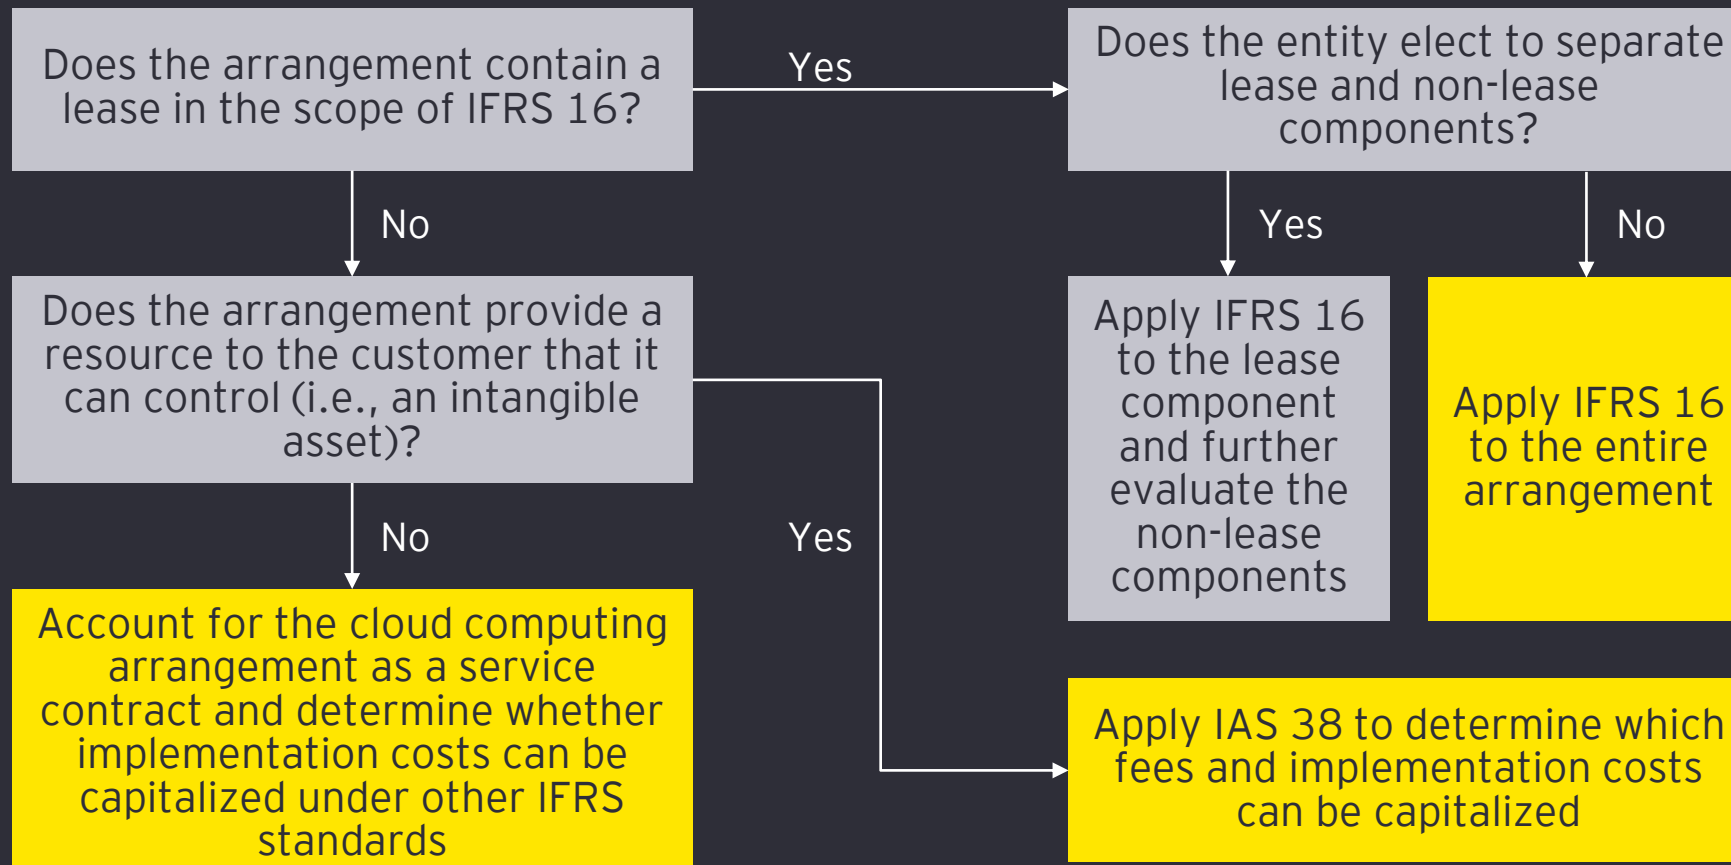 Does the arrangement contain a
lease in the scope of IFRS 16?
Yes
Does the entity elect to separate
lease and non-lease
components?
No
Yes
No
Does the arrangement provide a
resource to the customer that it
can control (i.e., an intangible
asset)?
Apply IFRS 16
to the lease
component
and further
evaluate the
non-lease
components
Apply IFRS 16
to the entire
arrangement
No
Yes
Account for the cloud computing
arrangement as a service
contract and determine whether
implementation costs can be
capitalized under other IFRS
standards
Apply IAS 38 to determine which
fees and implementation costs
can be capitalized